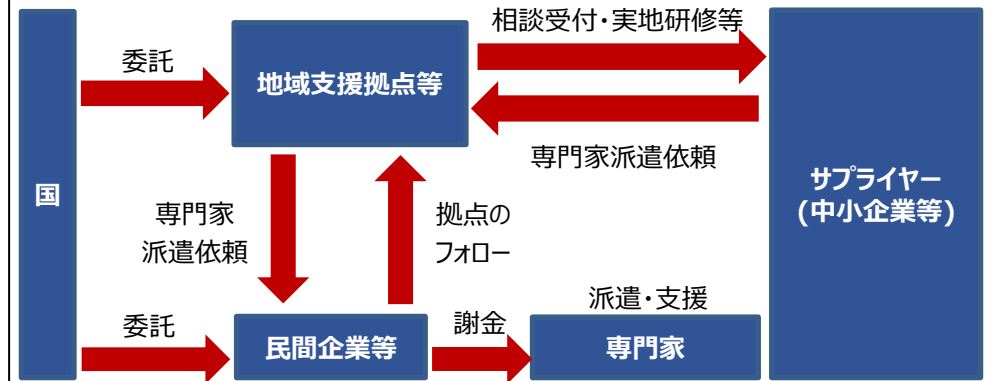 相談受付・実地研修等
委託
地域支援拠点等
専門家派遣依頼
国
サプライヤー
(中小企業等)
専門家
派遣依頼
拠点の
フォロー
委託
民間企業等
謝金
派遣・支援
専門家